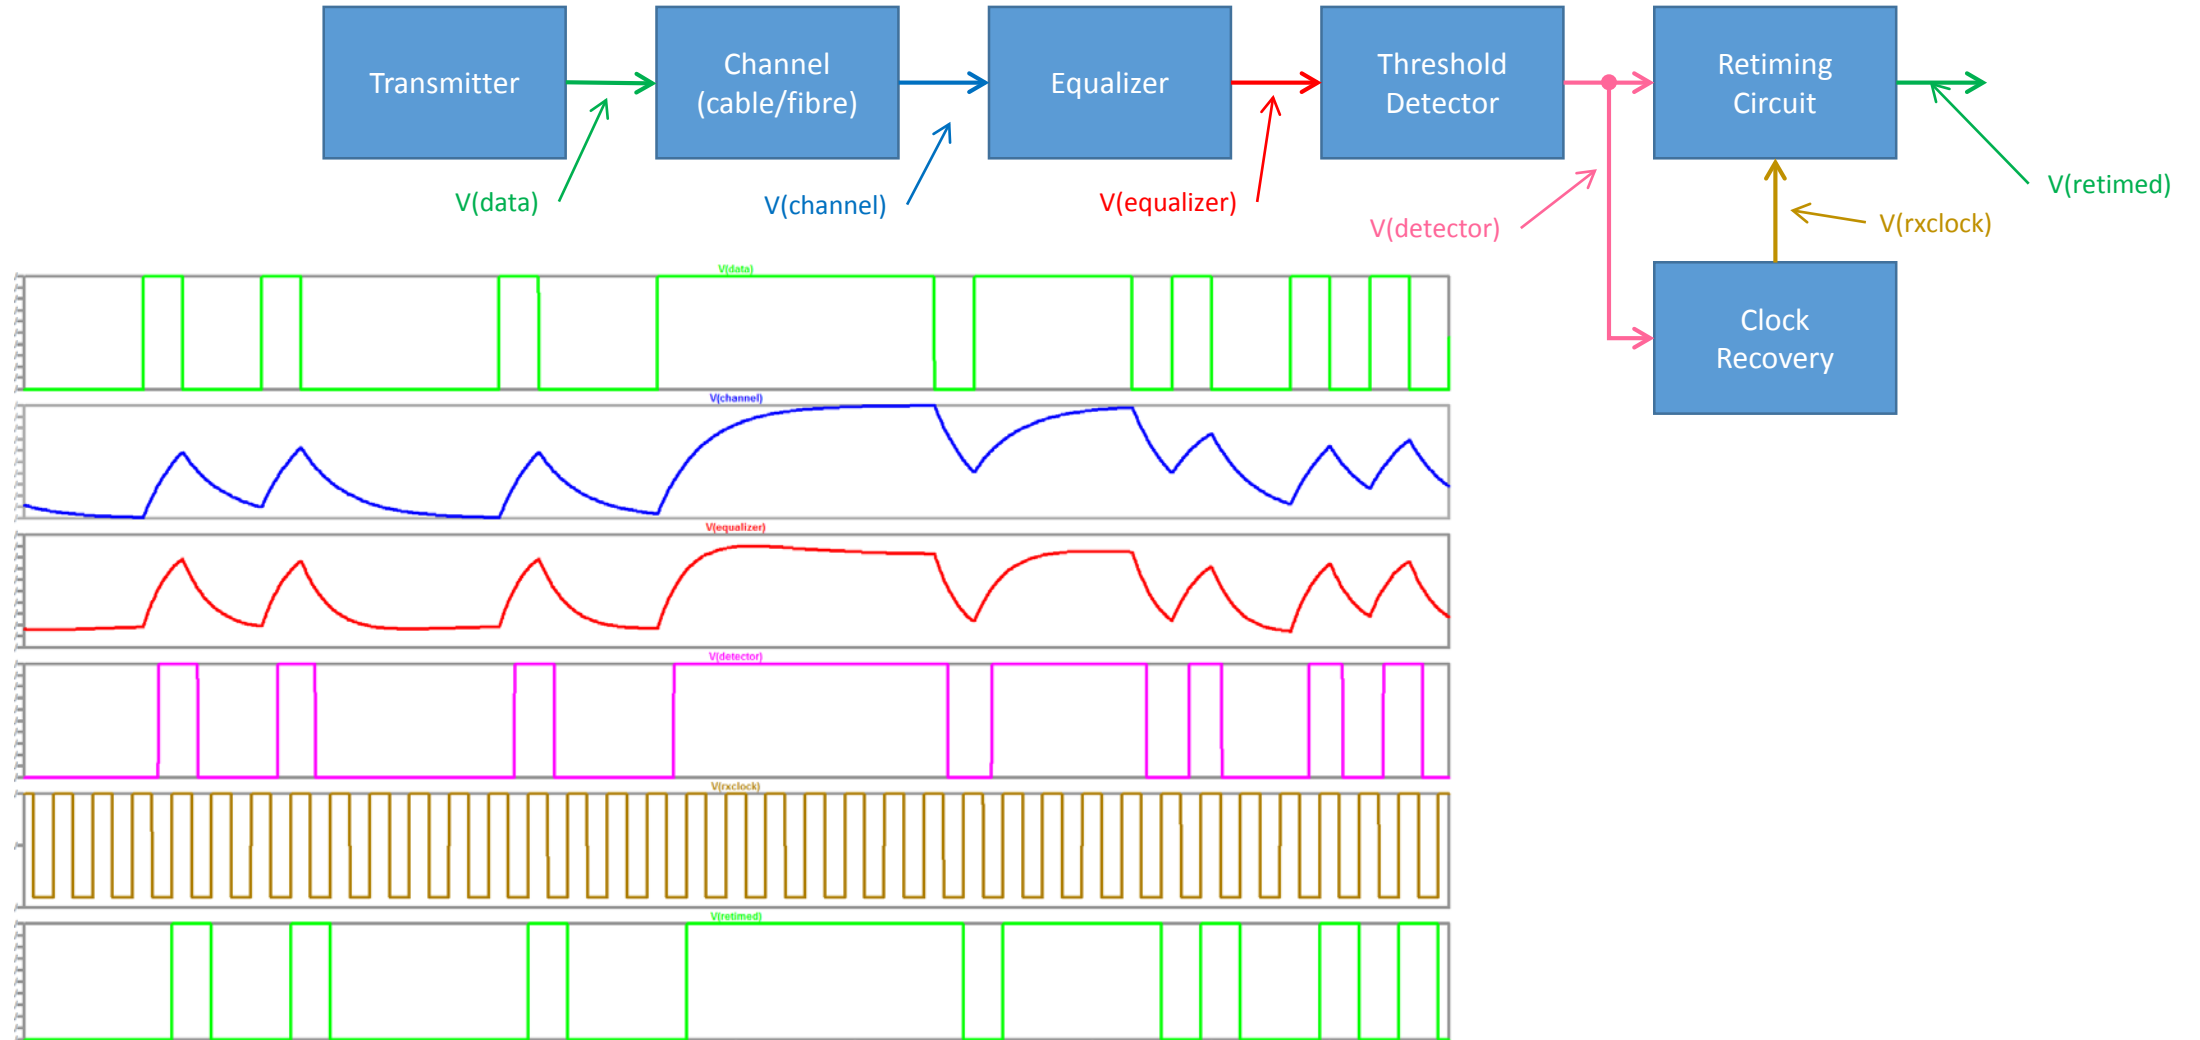 Transmitter
Channel
(cable/fibre)
Equalizer
Threshold
Detector
Retiming
Circuit
V(data)
V(channel)
V(equalizer)
V(detector)
V(rxclock)
V(retimed)
Clock
Recovery
V(data)
V(channel)
V(equalizer)
V(detector)
V(rxclock)
V(retimed)